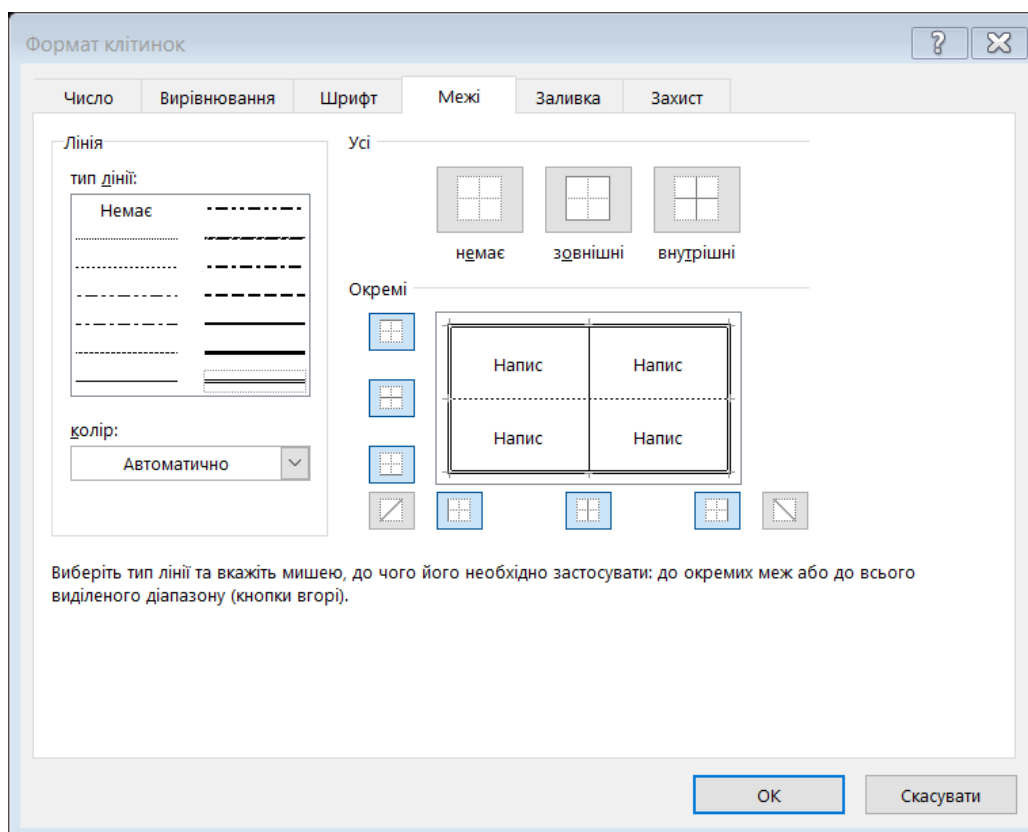 Формат клітинок
Число Вирівнювання Шрифт Межі Заливка Захист
Лінія
тип лінії:
Немає
колір:
Автоматично
Усі
немає зовнішні внутрішні
Окремі
Напис Напис
Напис Напис
Виберіть тип лінії та вкажіть мишею, до чого його необхідно застосувати: до окремих меж або до всього
виділеного діапазону (кнопки вгорі).
ОК Скасувати